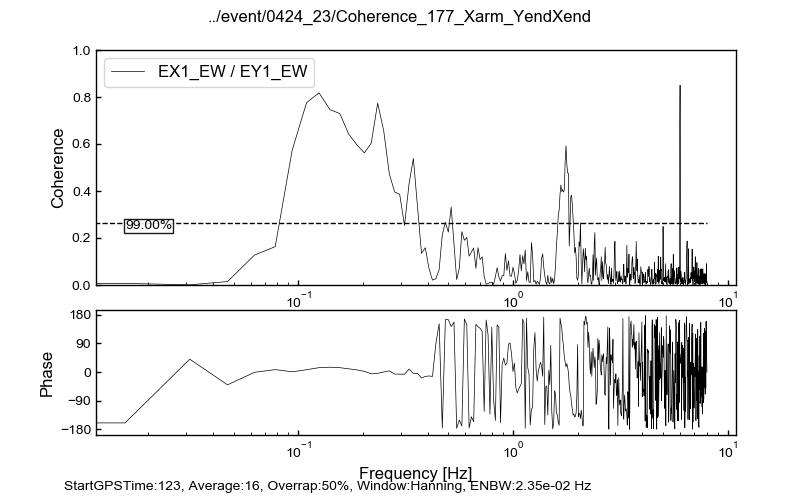 ../event/0424_23/Coherence_177_Xarm_YendXend
1.0
EX1_EW / EY1_EW
0.8
0.6
Coherence
0.4
99.00%
0.2
0.0
10⁻¹ 10⁰ 10¹
180
90
Phase
0
−90
−180
10⁻¹ 10⁰ 10¹
Frequency [Hz]
StartGPSTime:123, Average:16, Overrap:50%, Window:Hanning, ENBW:2.35e-02 Hz